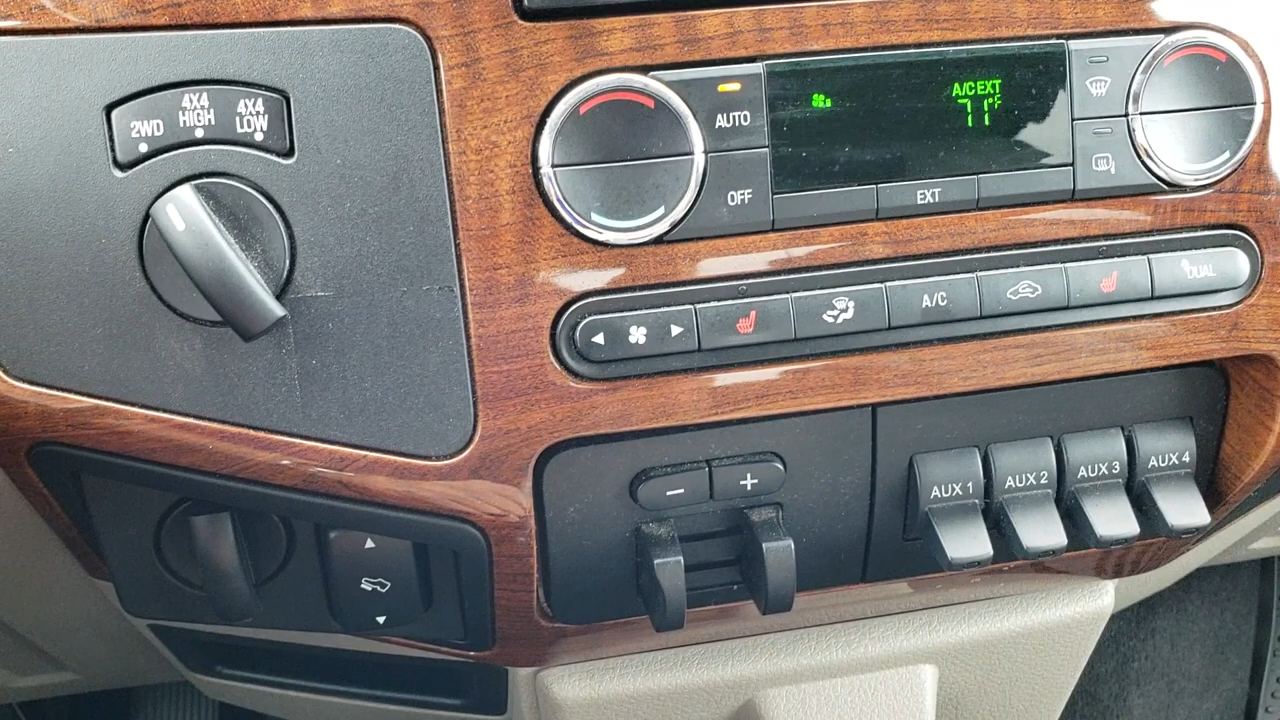 2WD
4X4
HIGH
4X4
LOW
AUTO
OFF
A/C EXT
71°F
EXT
A/C
DUAL
AUX 1
AUX 2
AUX 3
AUX 4
− +